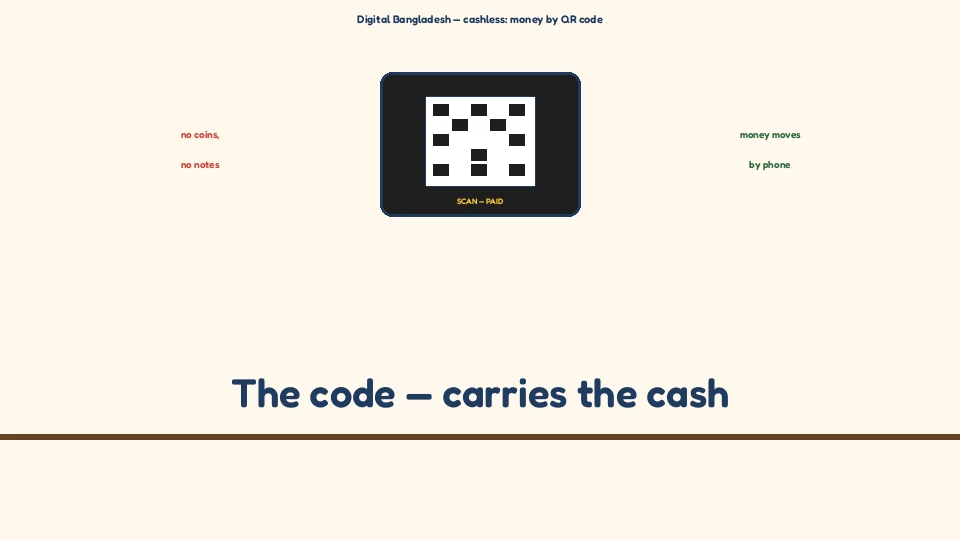 Digital Bangladesh — cashless: money by QR code
no coins,
no notes
money moves
by phone
SCAN — PAID
The code — carries the cash